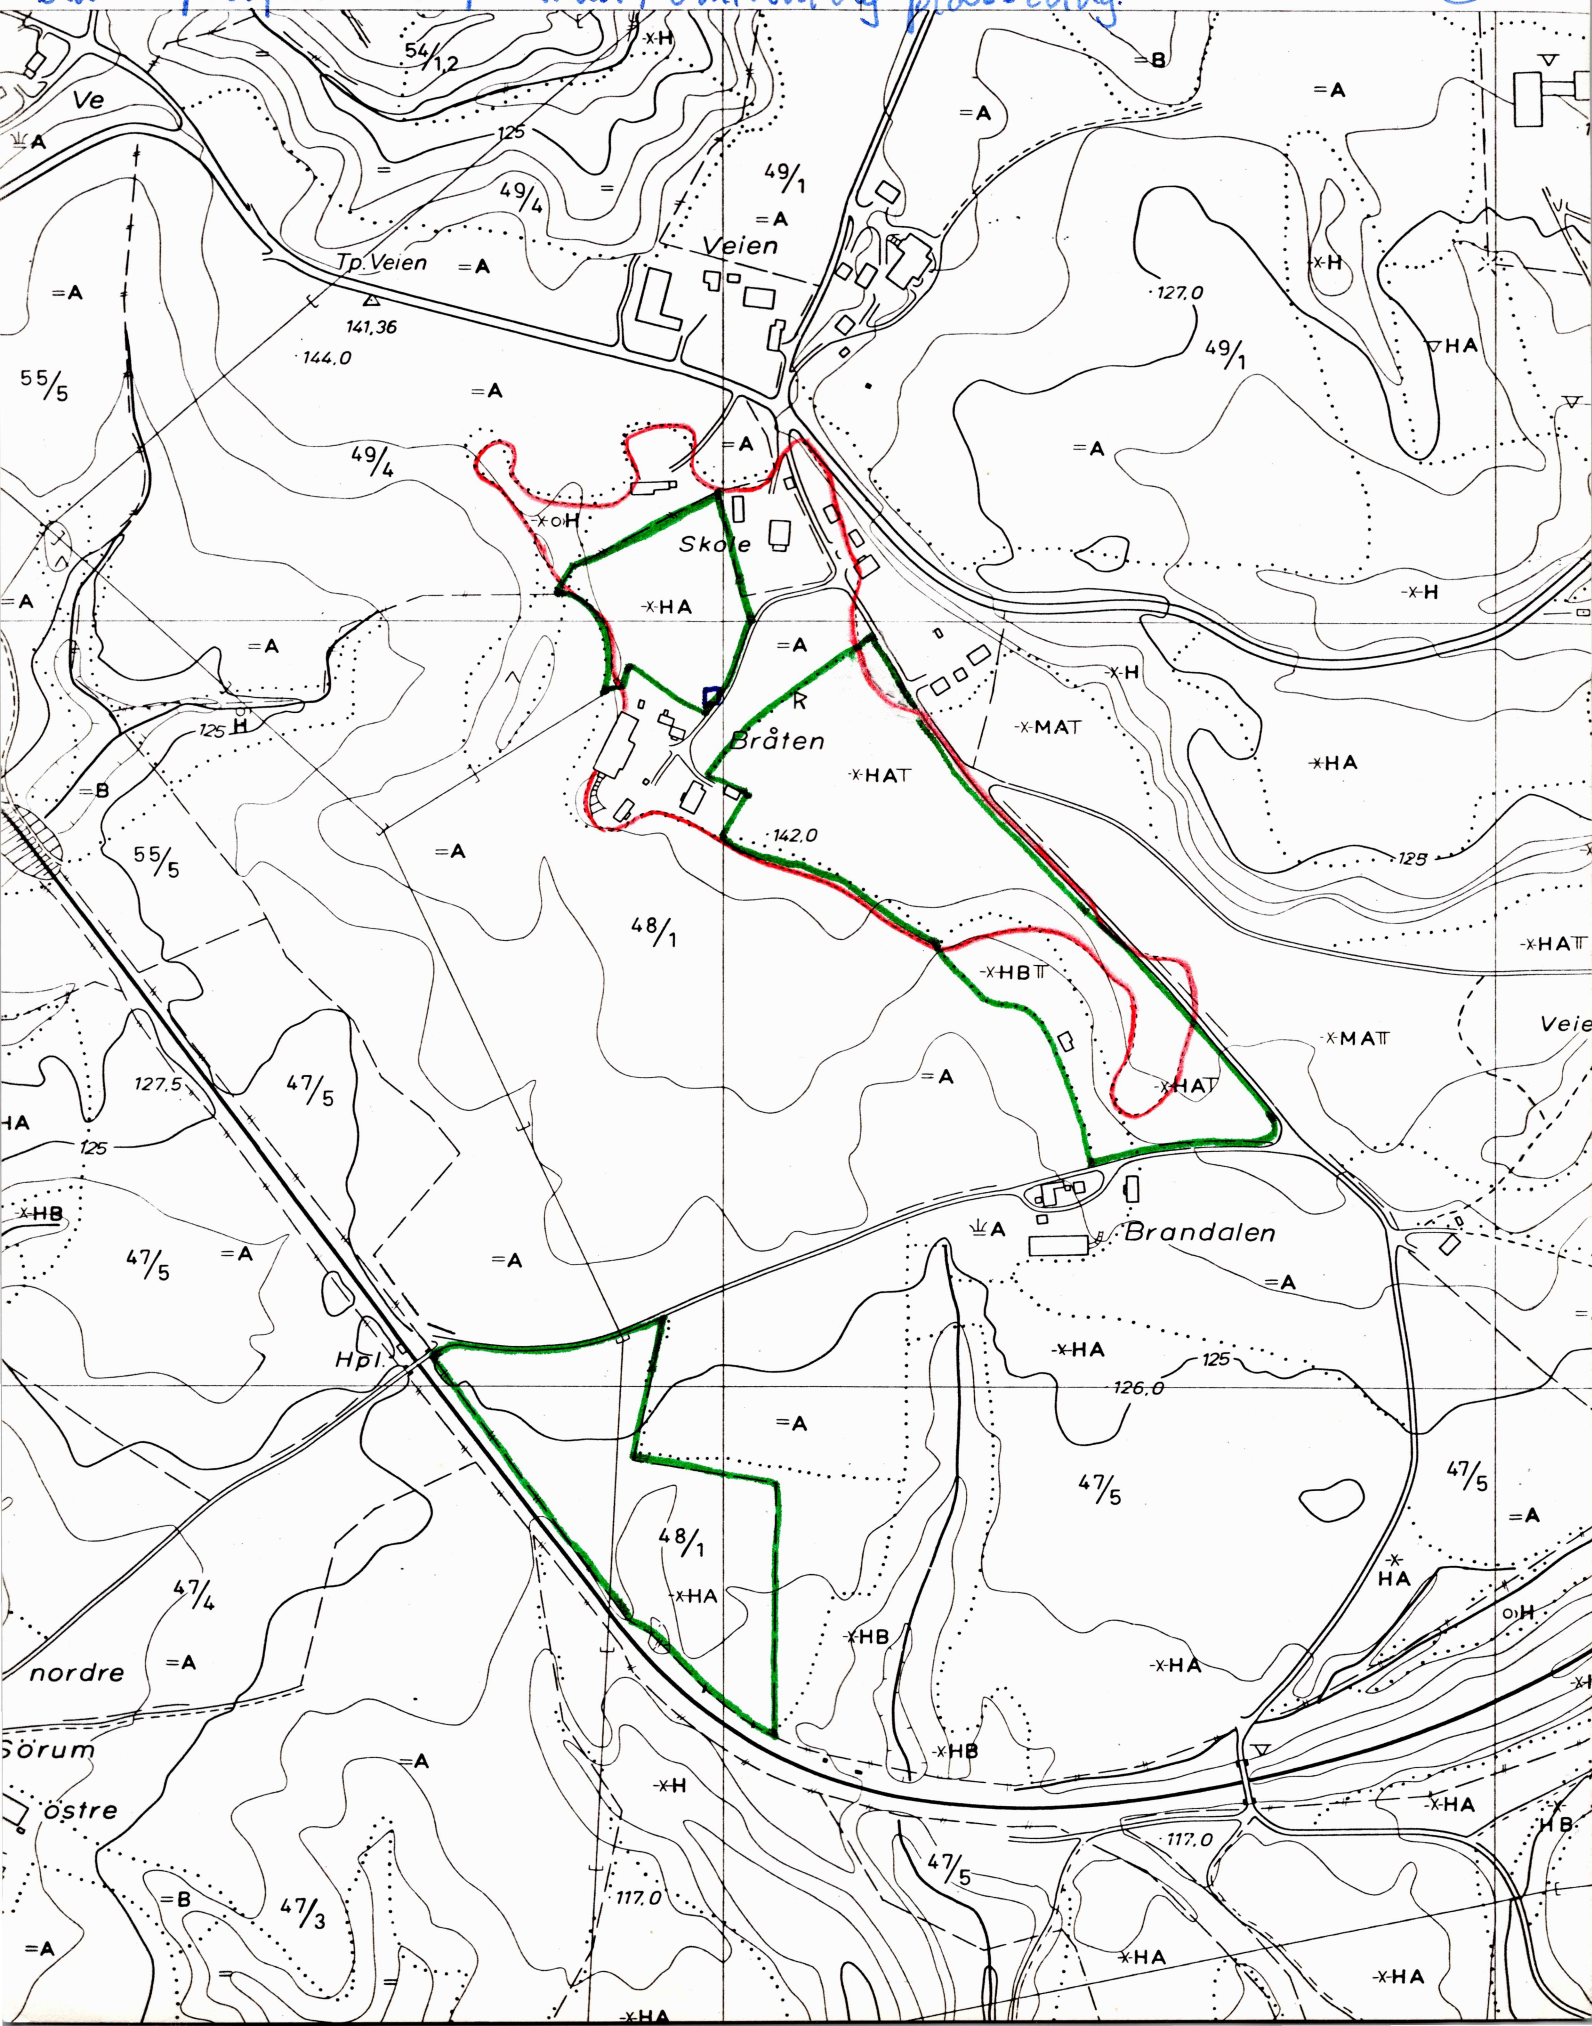 54/1,2
-x-H
=B
=A
Ve
A
=A
125
49/4
49/1
=A
Veien
Tp.Veien
=A
=A
-x-H
141,36
144,0
127,0
49/1
HA
55/5
=A
=A
=A
49/4
-x-o)H
Skole
-x-HA
-x-H
=A
=A
=A
-x-H
R
-x-MAT
125
H
Bråten
-x-HAT
-x-HA
=B
142,0
125
55/5
=A
48/1
-x-HAT
-x-HBT
Veie
-x-MAT
127,5
47/5
=A
-x-HAT
HA
125
-x-HB
47/5
=A
=A
A
Brandalen
=A
Hpl.
-x-HA
125
126,0
=A
47/5
47/5
=A
48/1
-x-HA
47/4
-x-HA
o)H
-x-HB
-x-HA
nordre
=A
Sörum
=A
-x-HB
-x-H
östre
-x-HA
HB
117,0
47/5
=B
47/3
117,0
=A
-x-HA
-x-HA
-x-HA